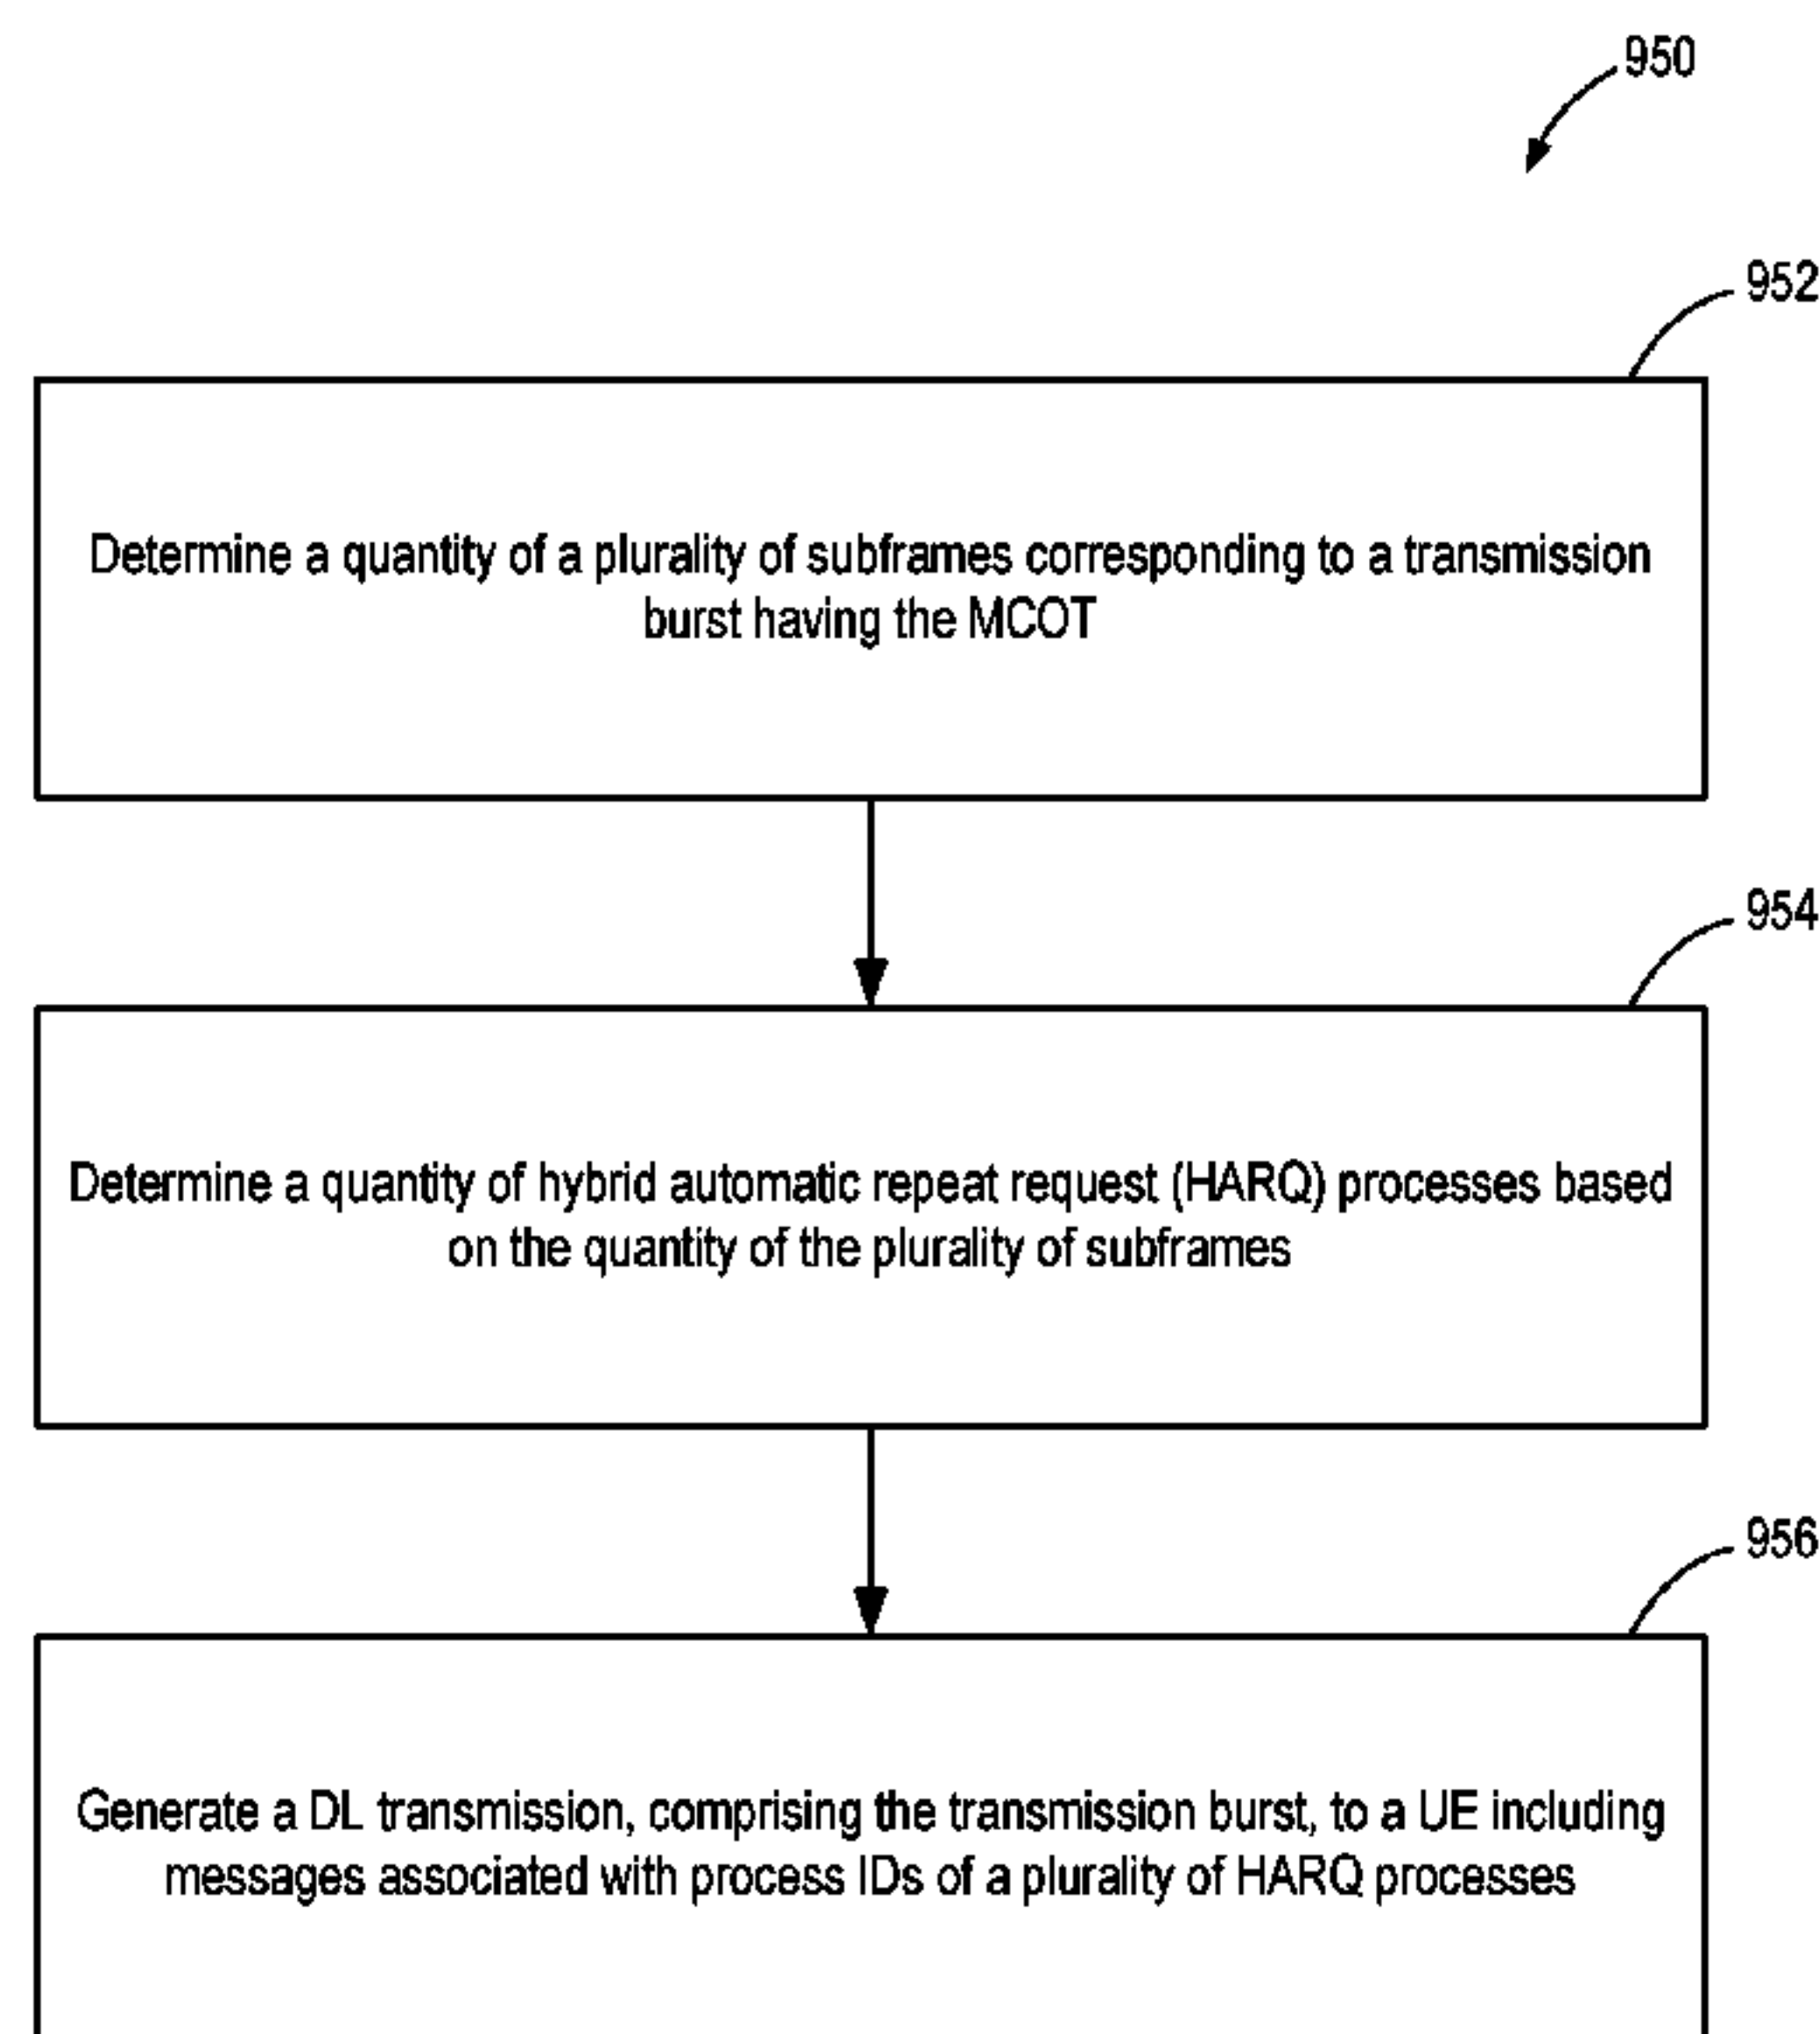 950
952
Determine a quantity of a plurality of subframes corresponding to a transmission
burst having the MCOT
954
Determine a quantity of hybrid automatic repeat request (HARQ) processes based
on the quantity of the plurality of subframes
956
Generate a DL transmission, comprising the transmission burst, to a UE including
messages associated with process IDs of a plurality of HARQ processes